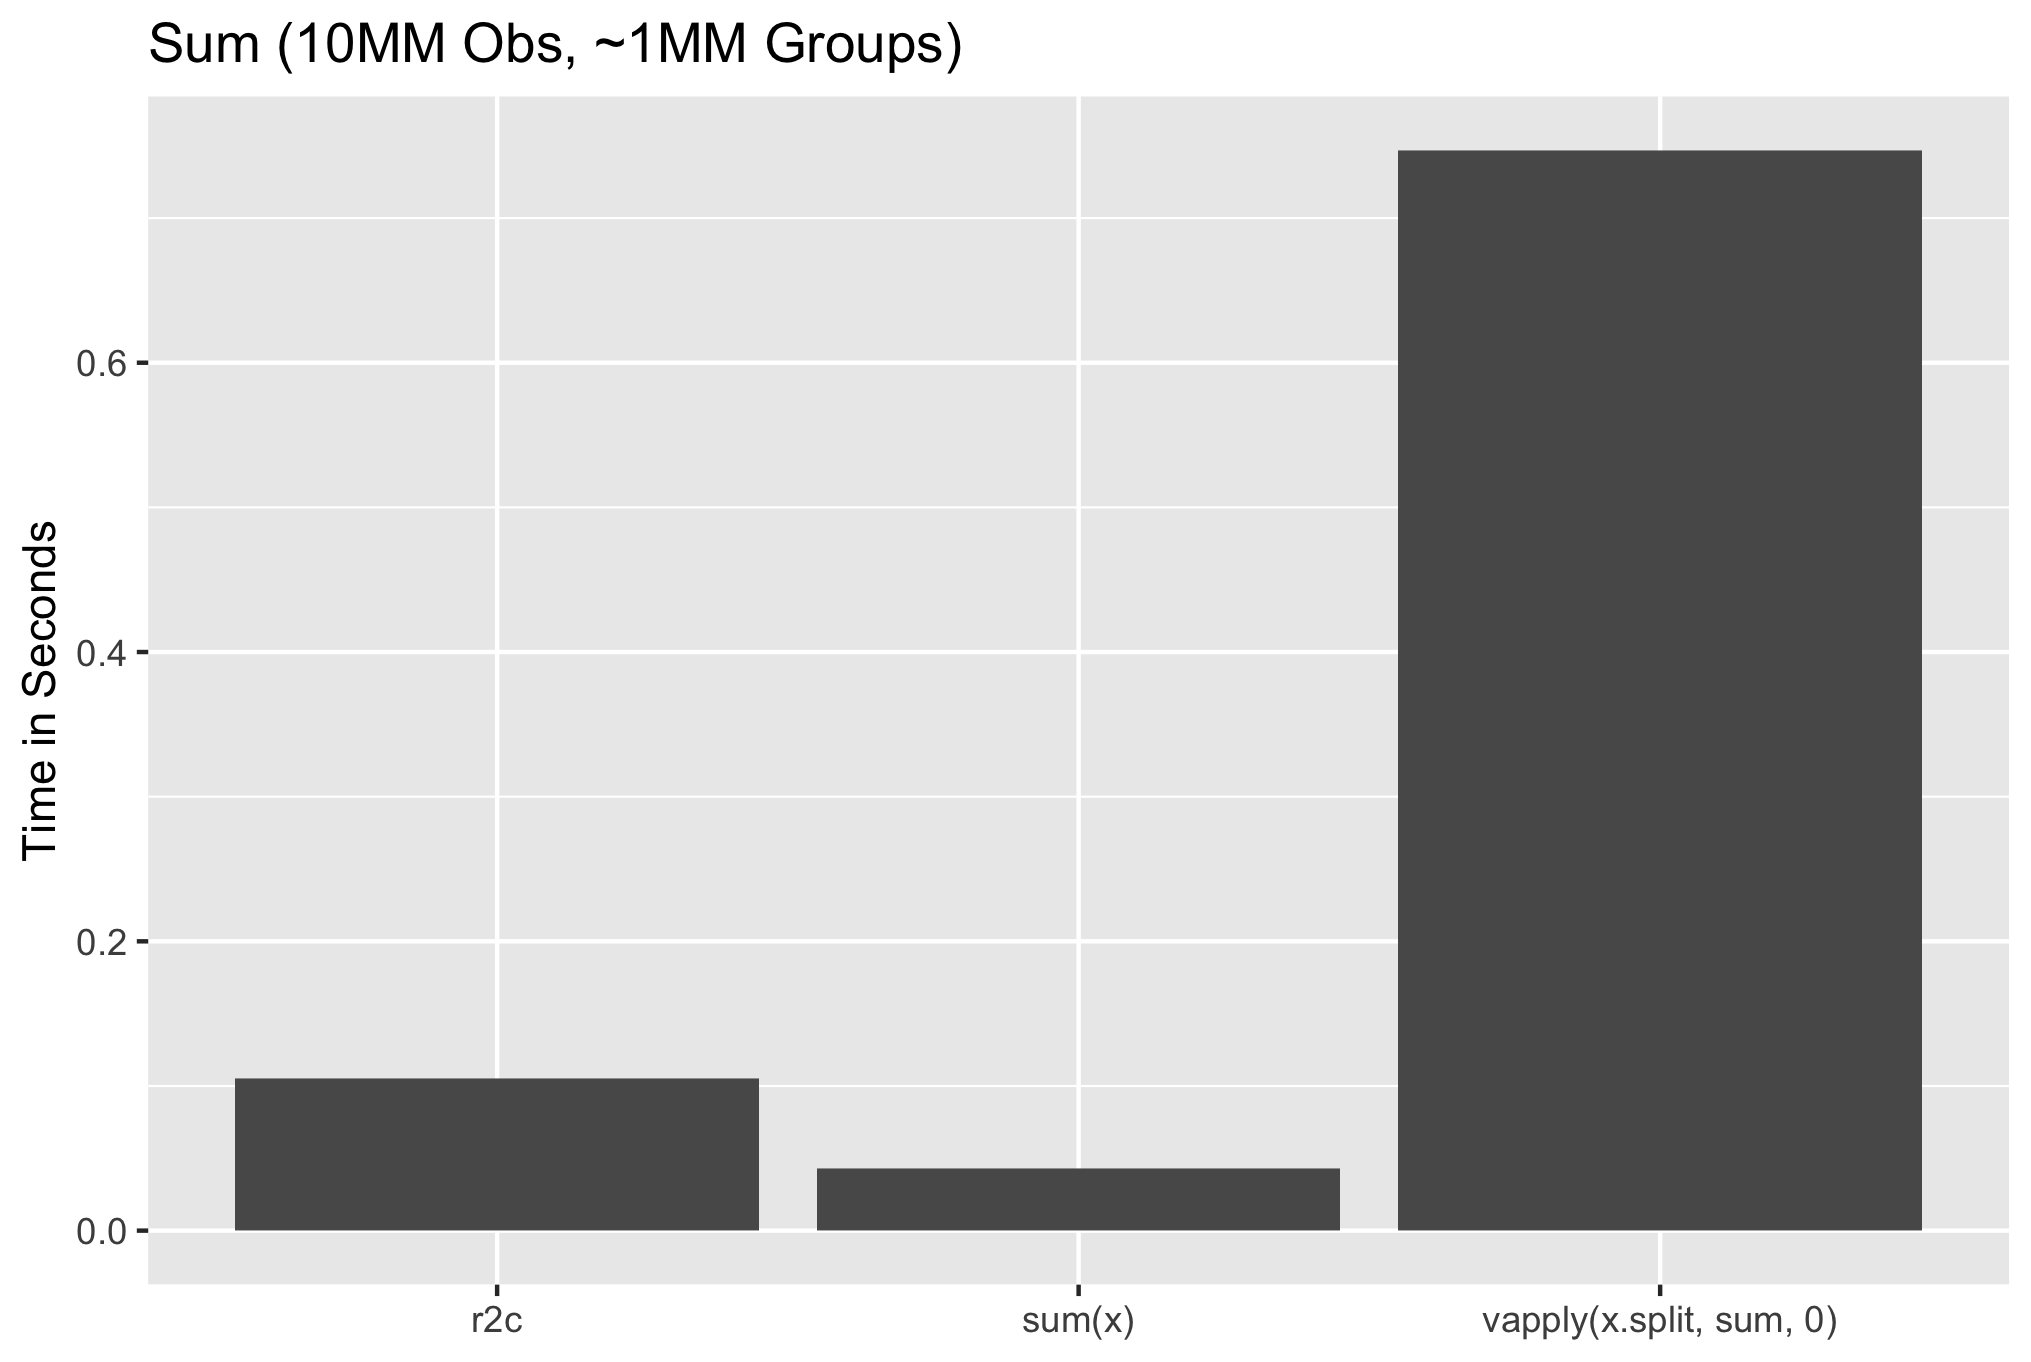 Sum (10MM Obs, ~1MM Groups)
Time in Seconds
0.6
0.4
0.2
0.0
r2c
sum(x)
vapply(x.split, sum, 0)